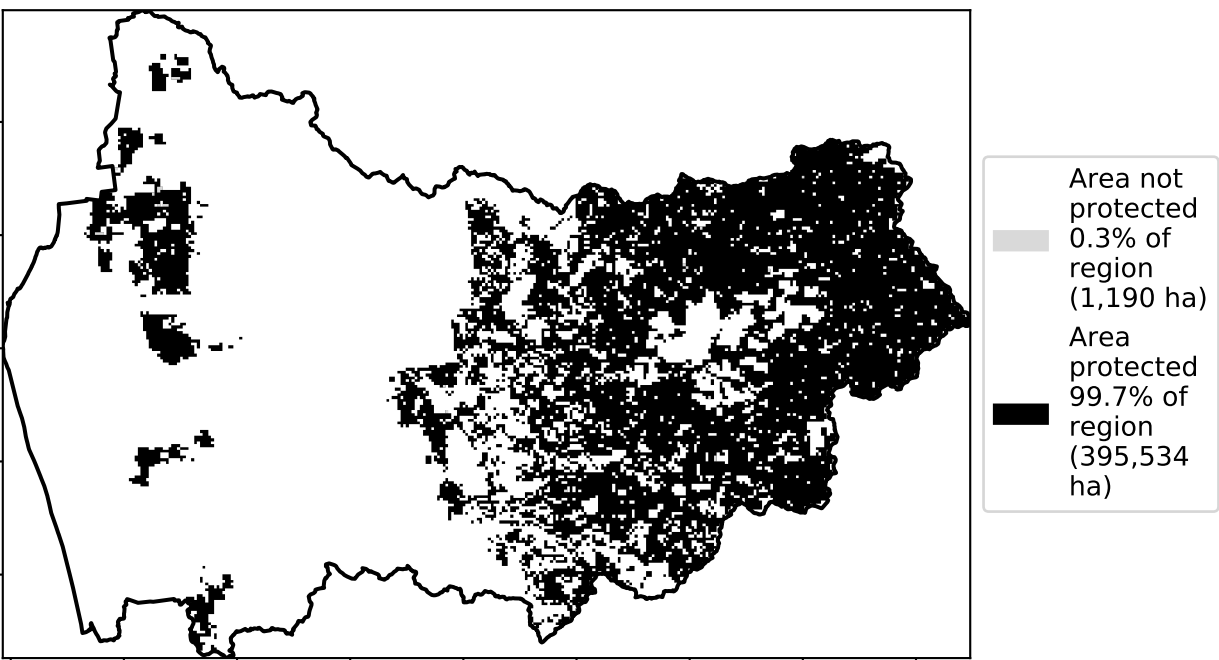 Area not
protected
0.3% of
region
(1,190 ha)
Area
protected
99.7% of
region
(395,534
ha)